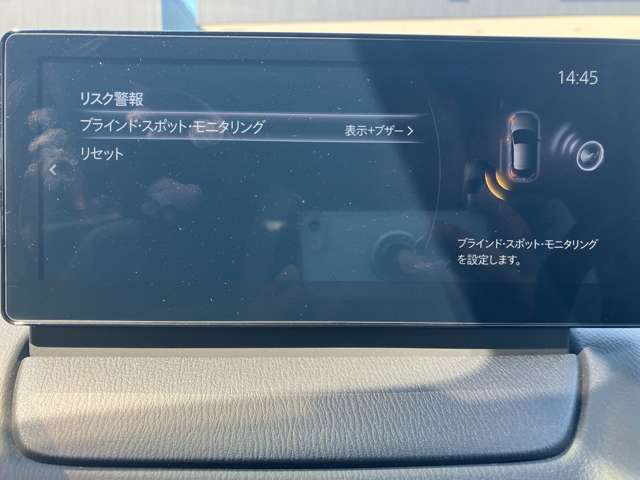 14:45
リスク警報
ブラインド・スポット・モニタリング 表示+ブザー
リセット
ブラインド・スポット・モニタリング
を設定します。